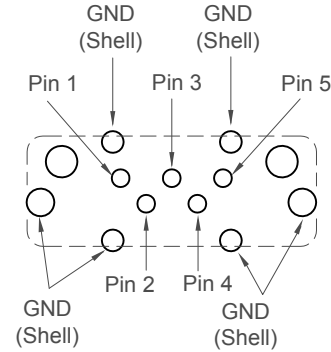 GND
(Shell)
GND
(Shell)
Pin 1
Pin 3
Pin 5
Pin 2
Pin 4
GND
(Shell)
GND
(Shell)